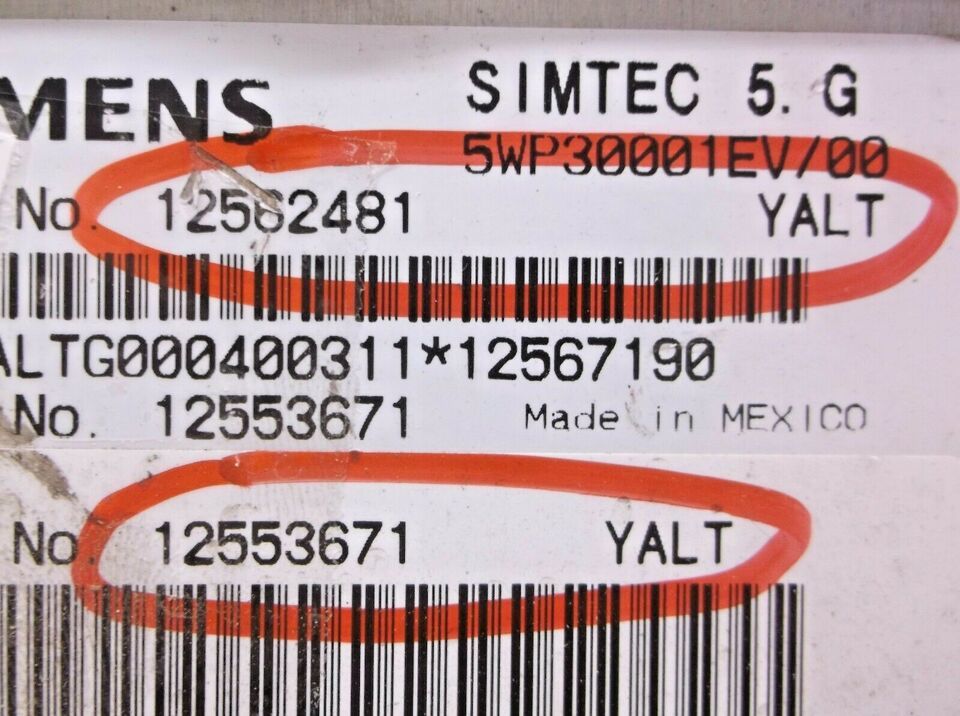 MENS
SIMTEC 5. G
5WP30001EV/00
No. 12562481 YALT
ALTG000400311*12567190
No. 12553671 Made in MEXICO
No. 12553671 YALT